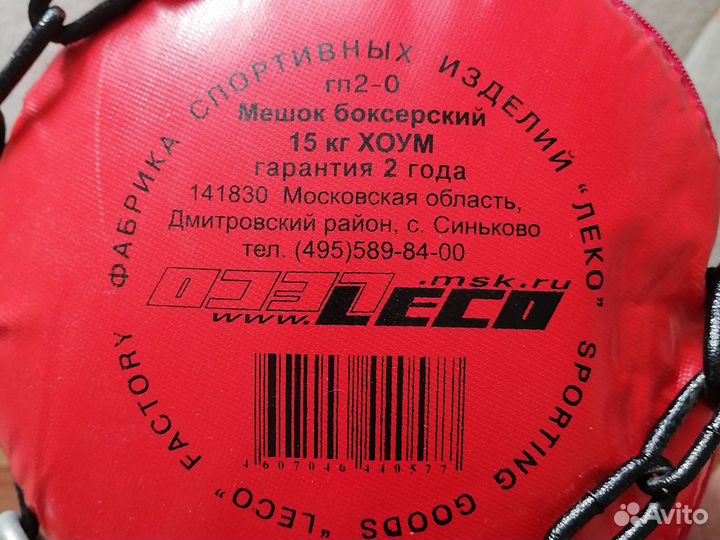 ФАБРИКА СПОРТИВНЫХ ИЗДЕЛИЙ "ЛЕКО"
гп2-0
Мешок боксерский
15 кг ХОУМ
гарантия 2 года
141830 Московская область,
Дмитровский район, с. Синьково
тел. (495)589-84-00
www.LECO.msk.ru
4607046449577
"LECO" FACTORY SPORTING GOODS
Avito